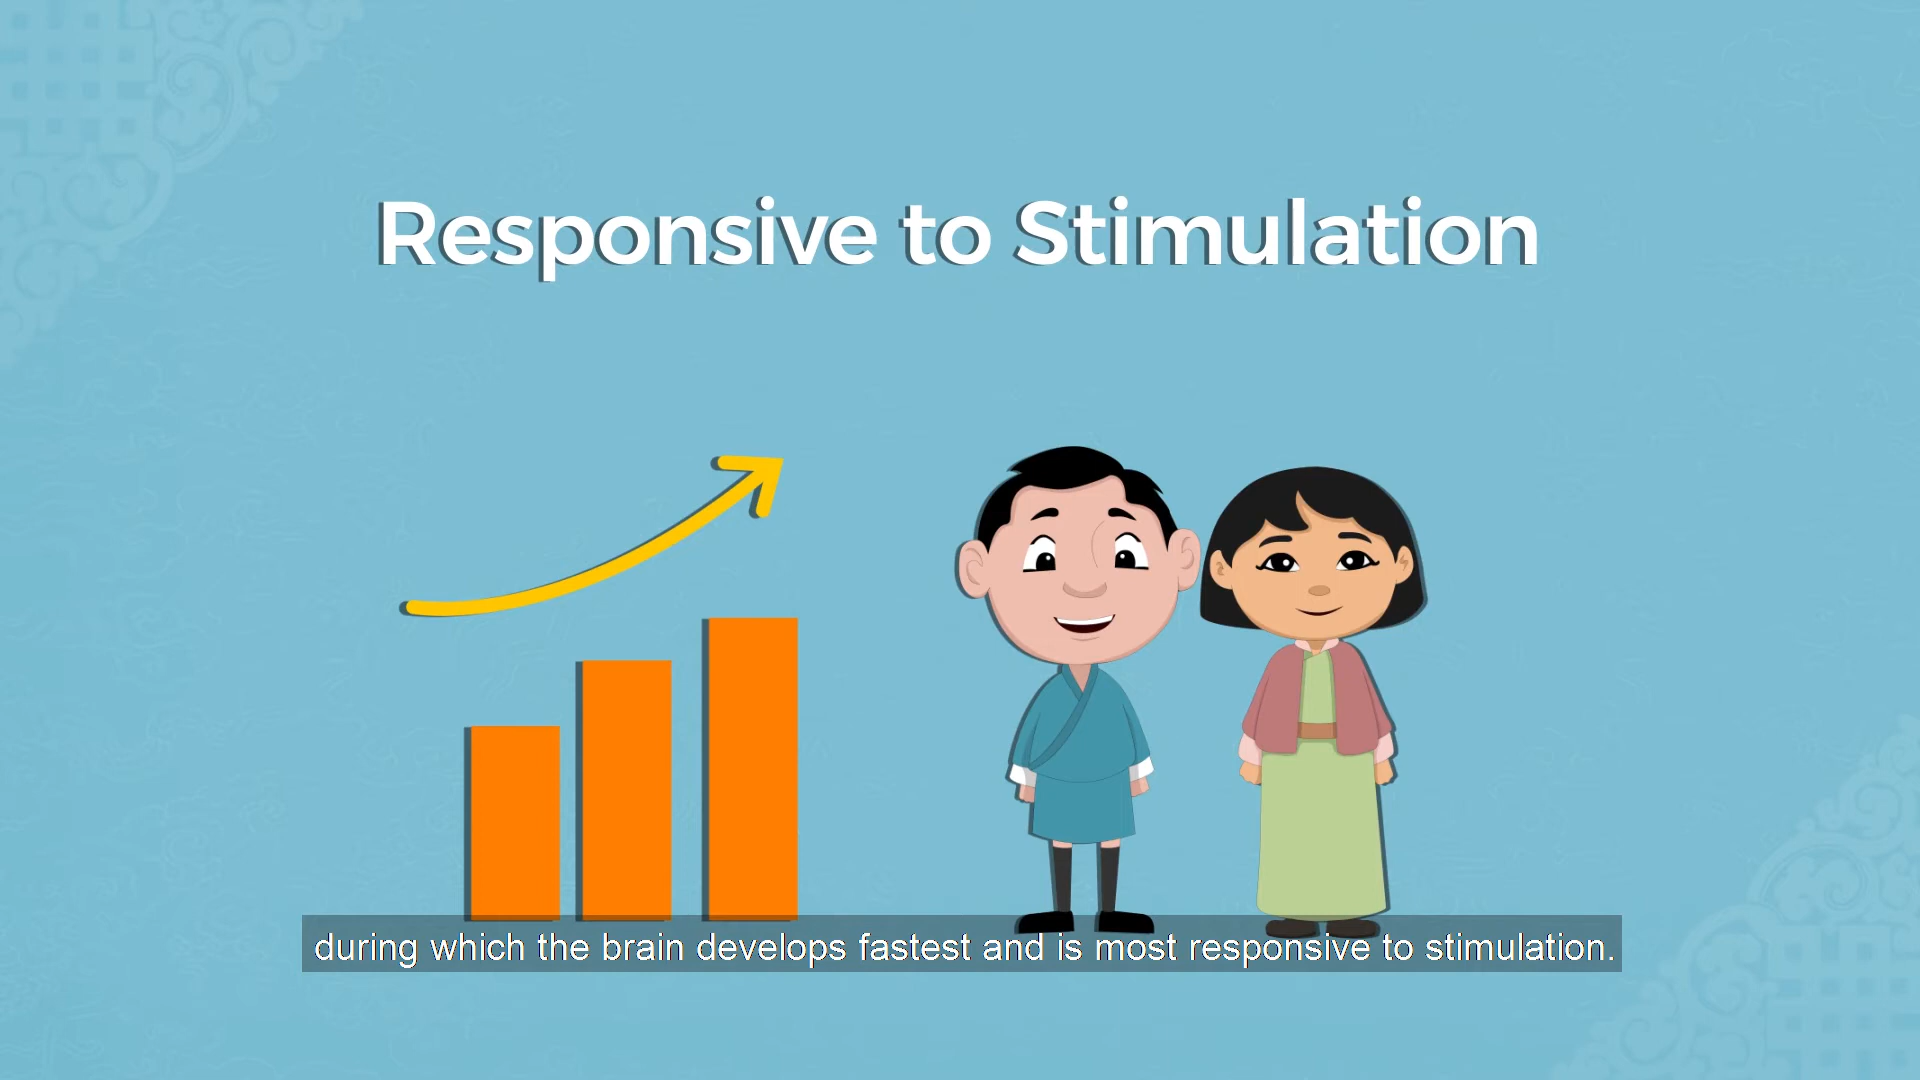 Responsive to Stimulation
during which the brain develops fastest and is most responsive to stimulation.